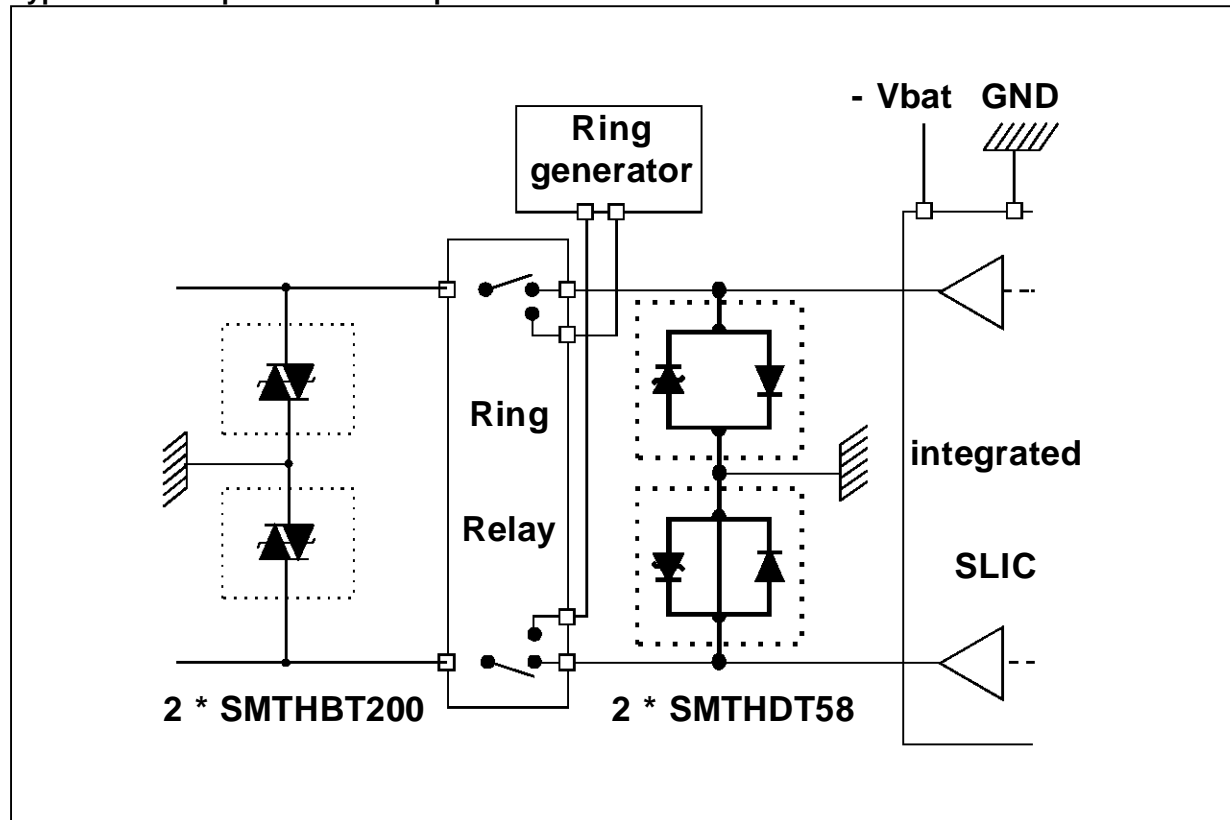 - Vbat GND
Ring
generator
Ring
integrated
Relay
SLIC
2 * SMTHBT200
2 * SMTHDT58